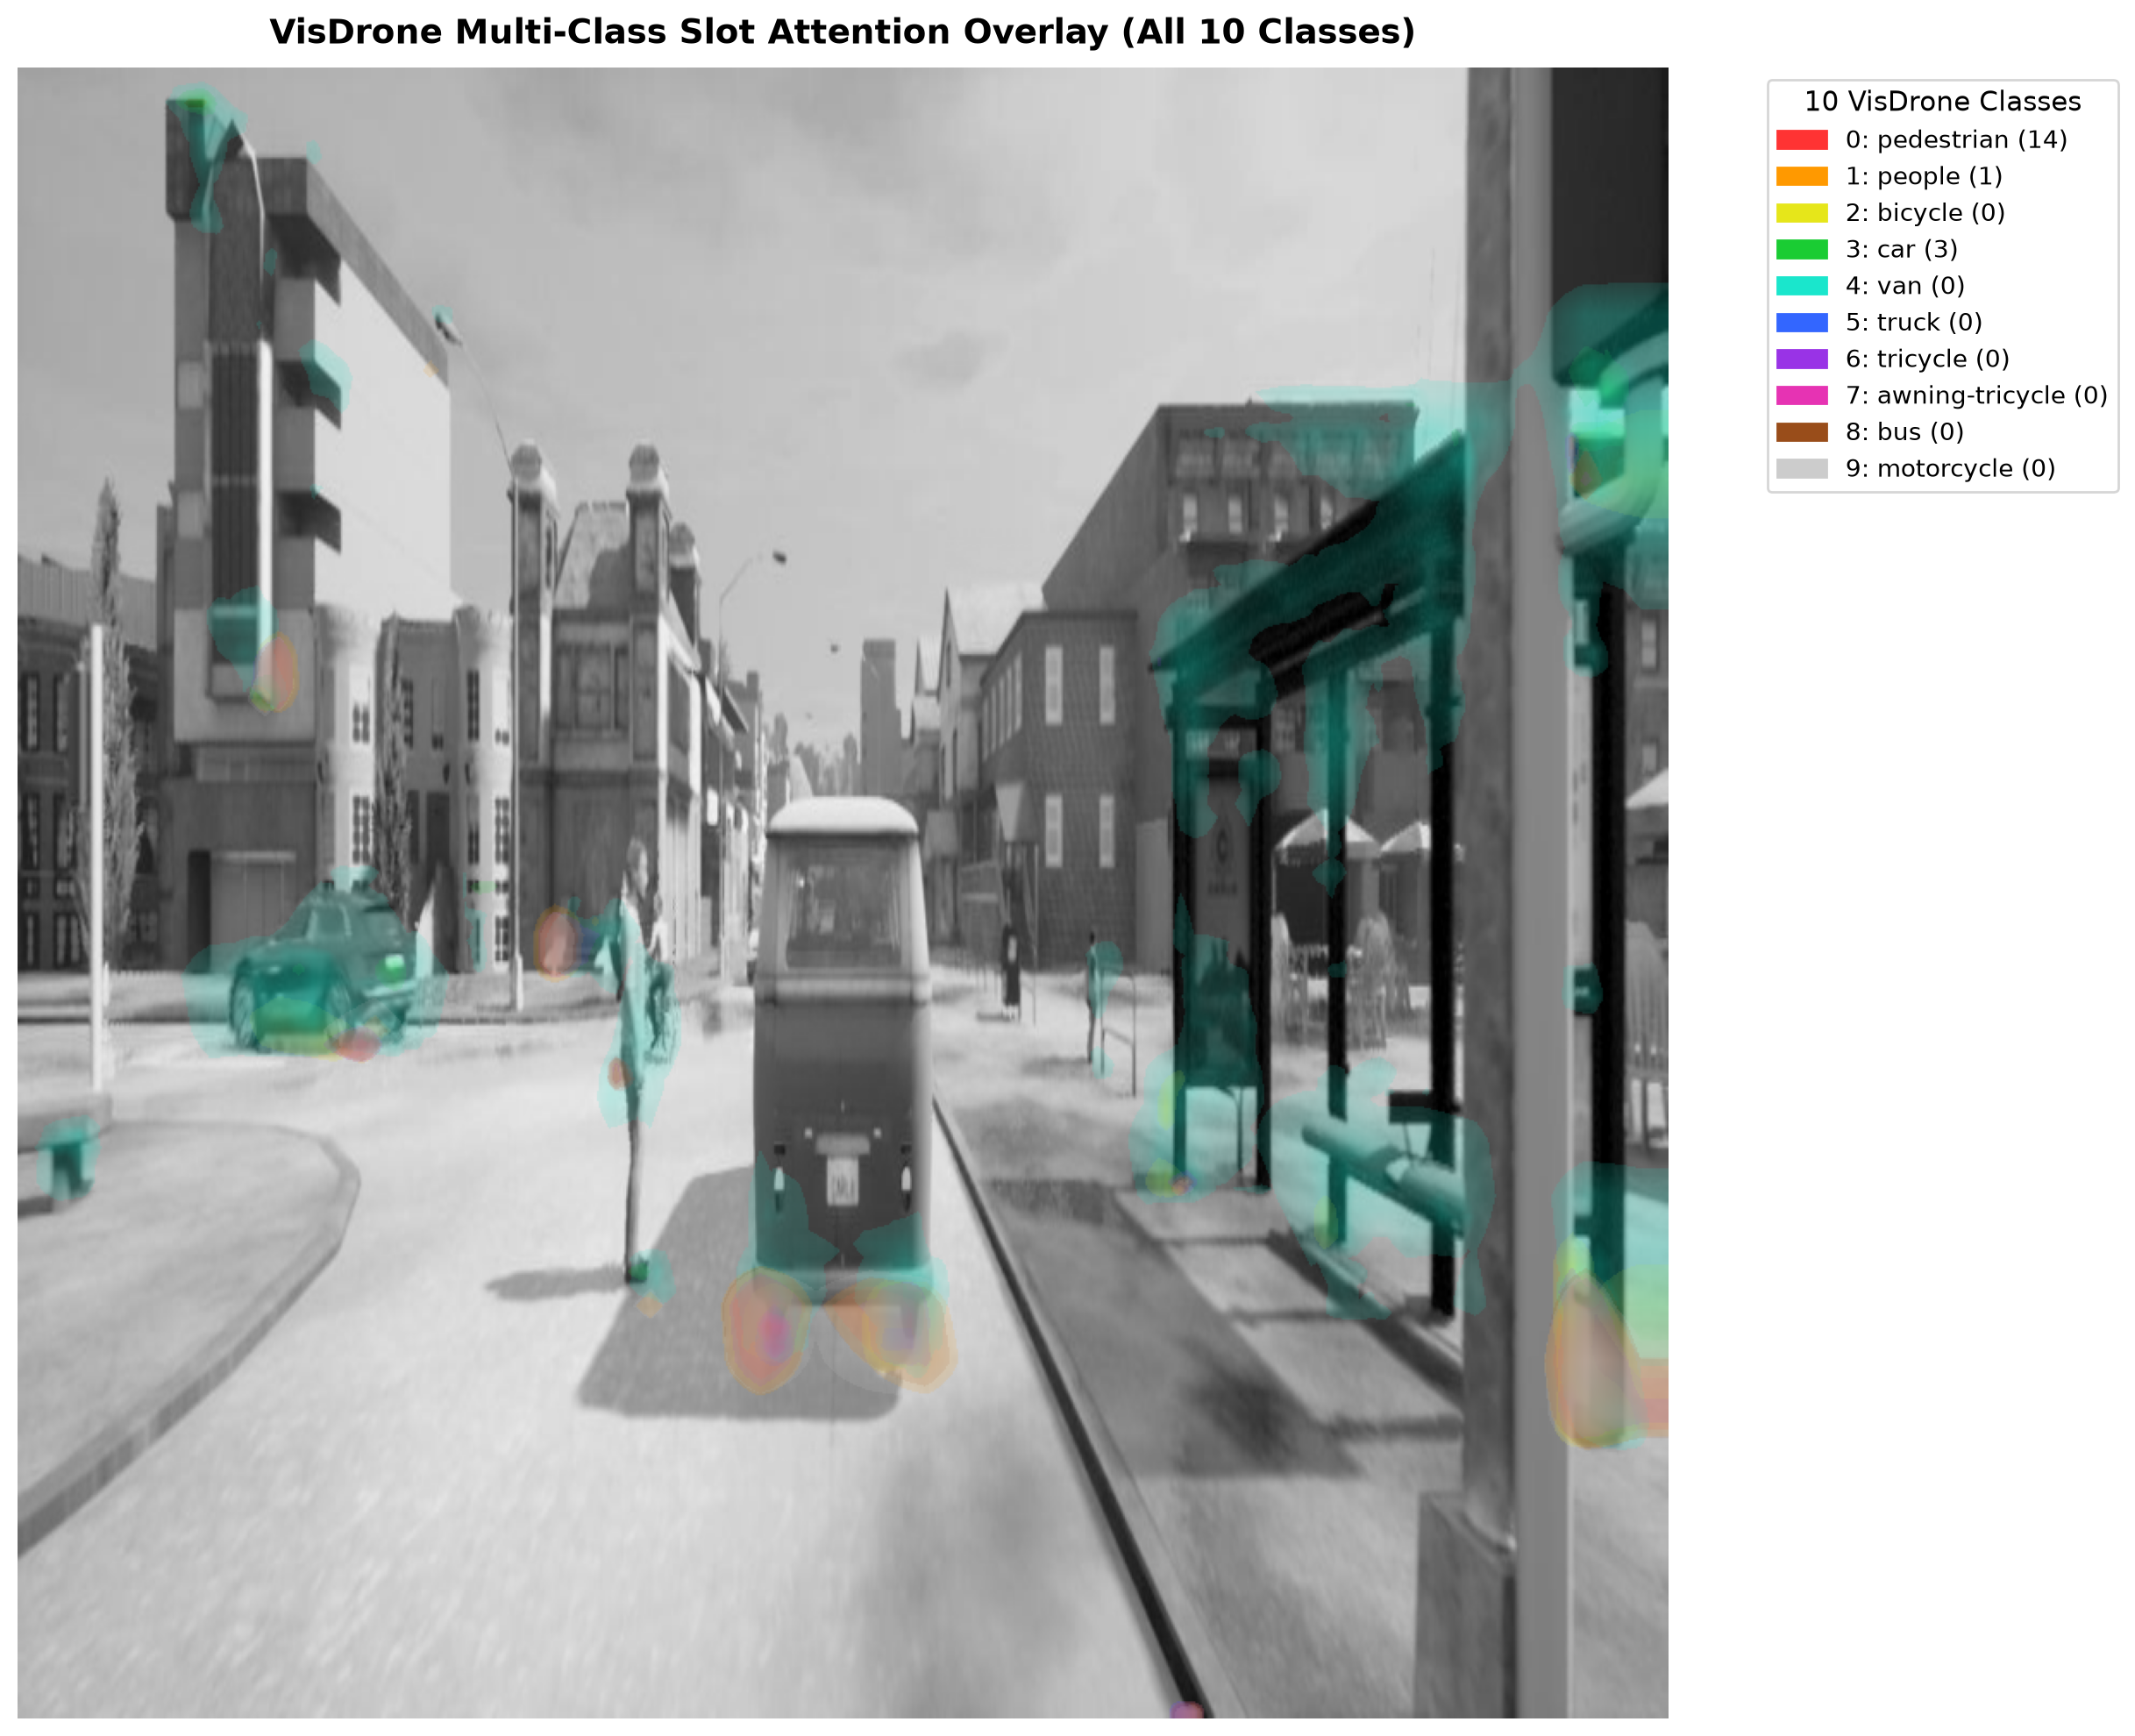 VisDrone Multi-Class Slot Attention Overlay (All 10 Classes)
10 VisDrone Classes
0: pedestrian (14)
1: people (1)
2: bicycle (0)
3: car (3)
4: van (0)
5: truck (0)
6: tricycle (0)
7: awning-tricycle (0)
8: bus (0)
9: motorcycle (0)